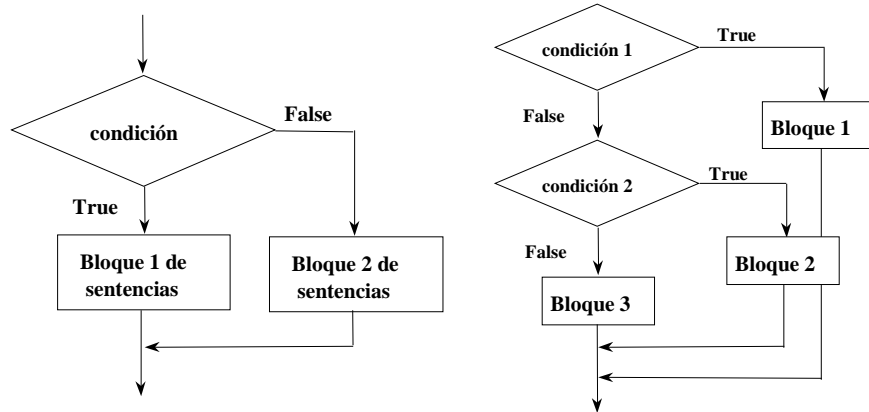 condición
False
True
Bloque 1 de
sentencias
Bloque 2 de
sentencias
condición 1
True
False
Bloque 1
condición 2
True
False
Bloque 2
Bloque 3